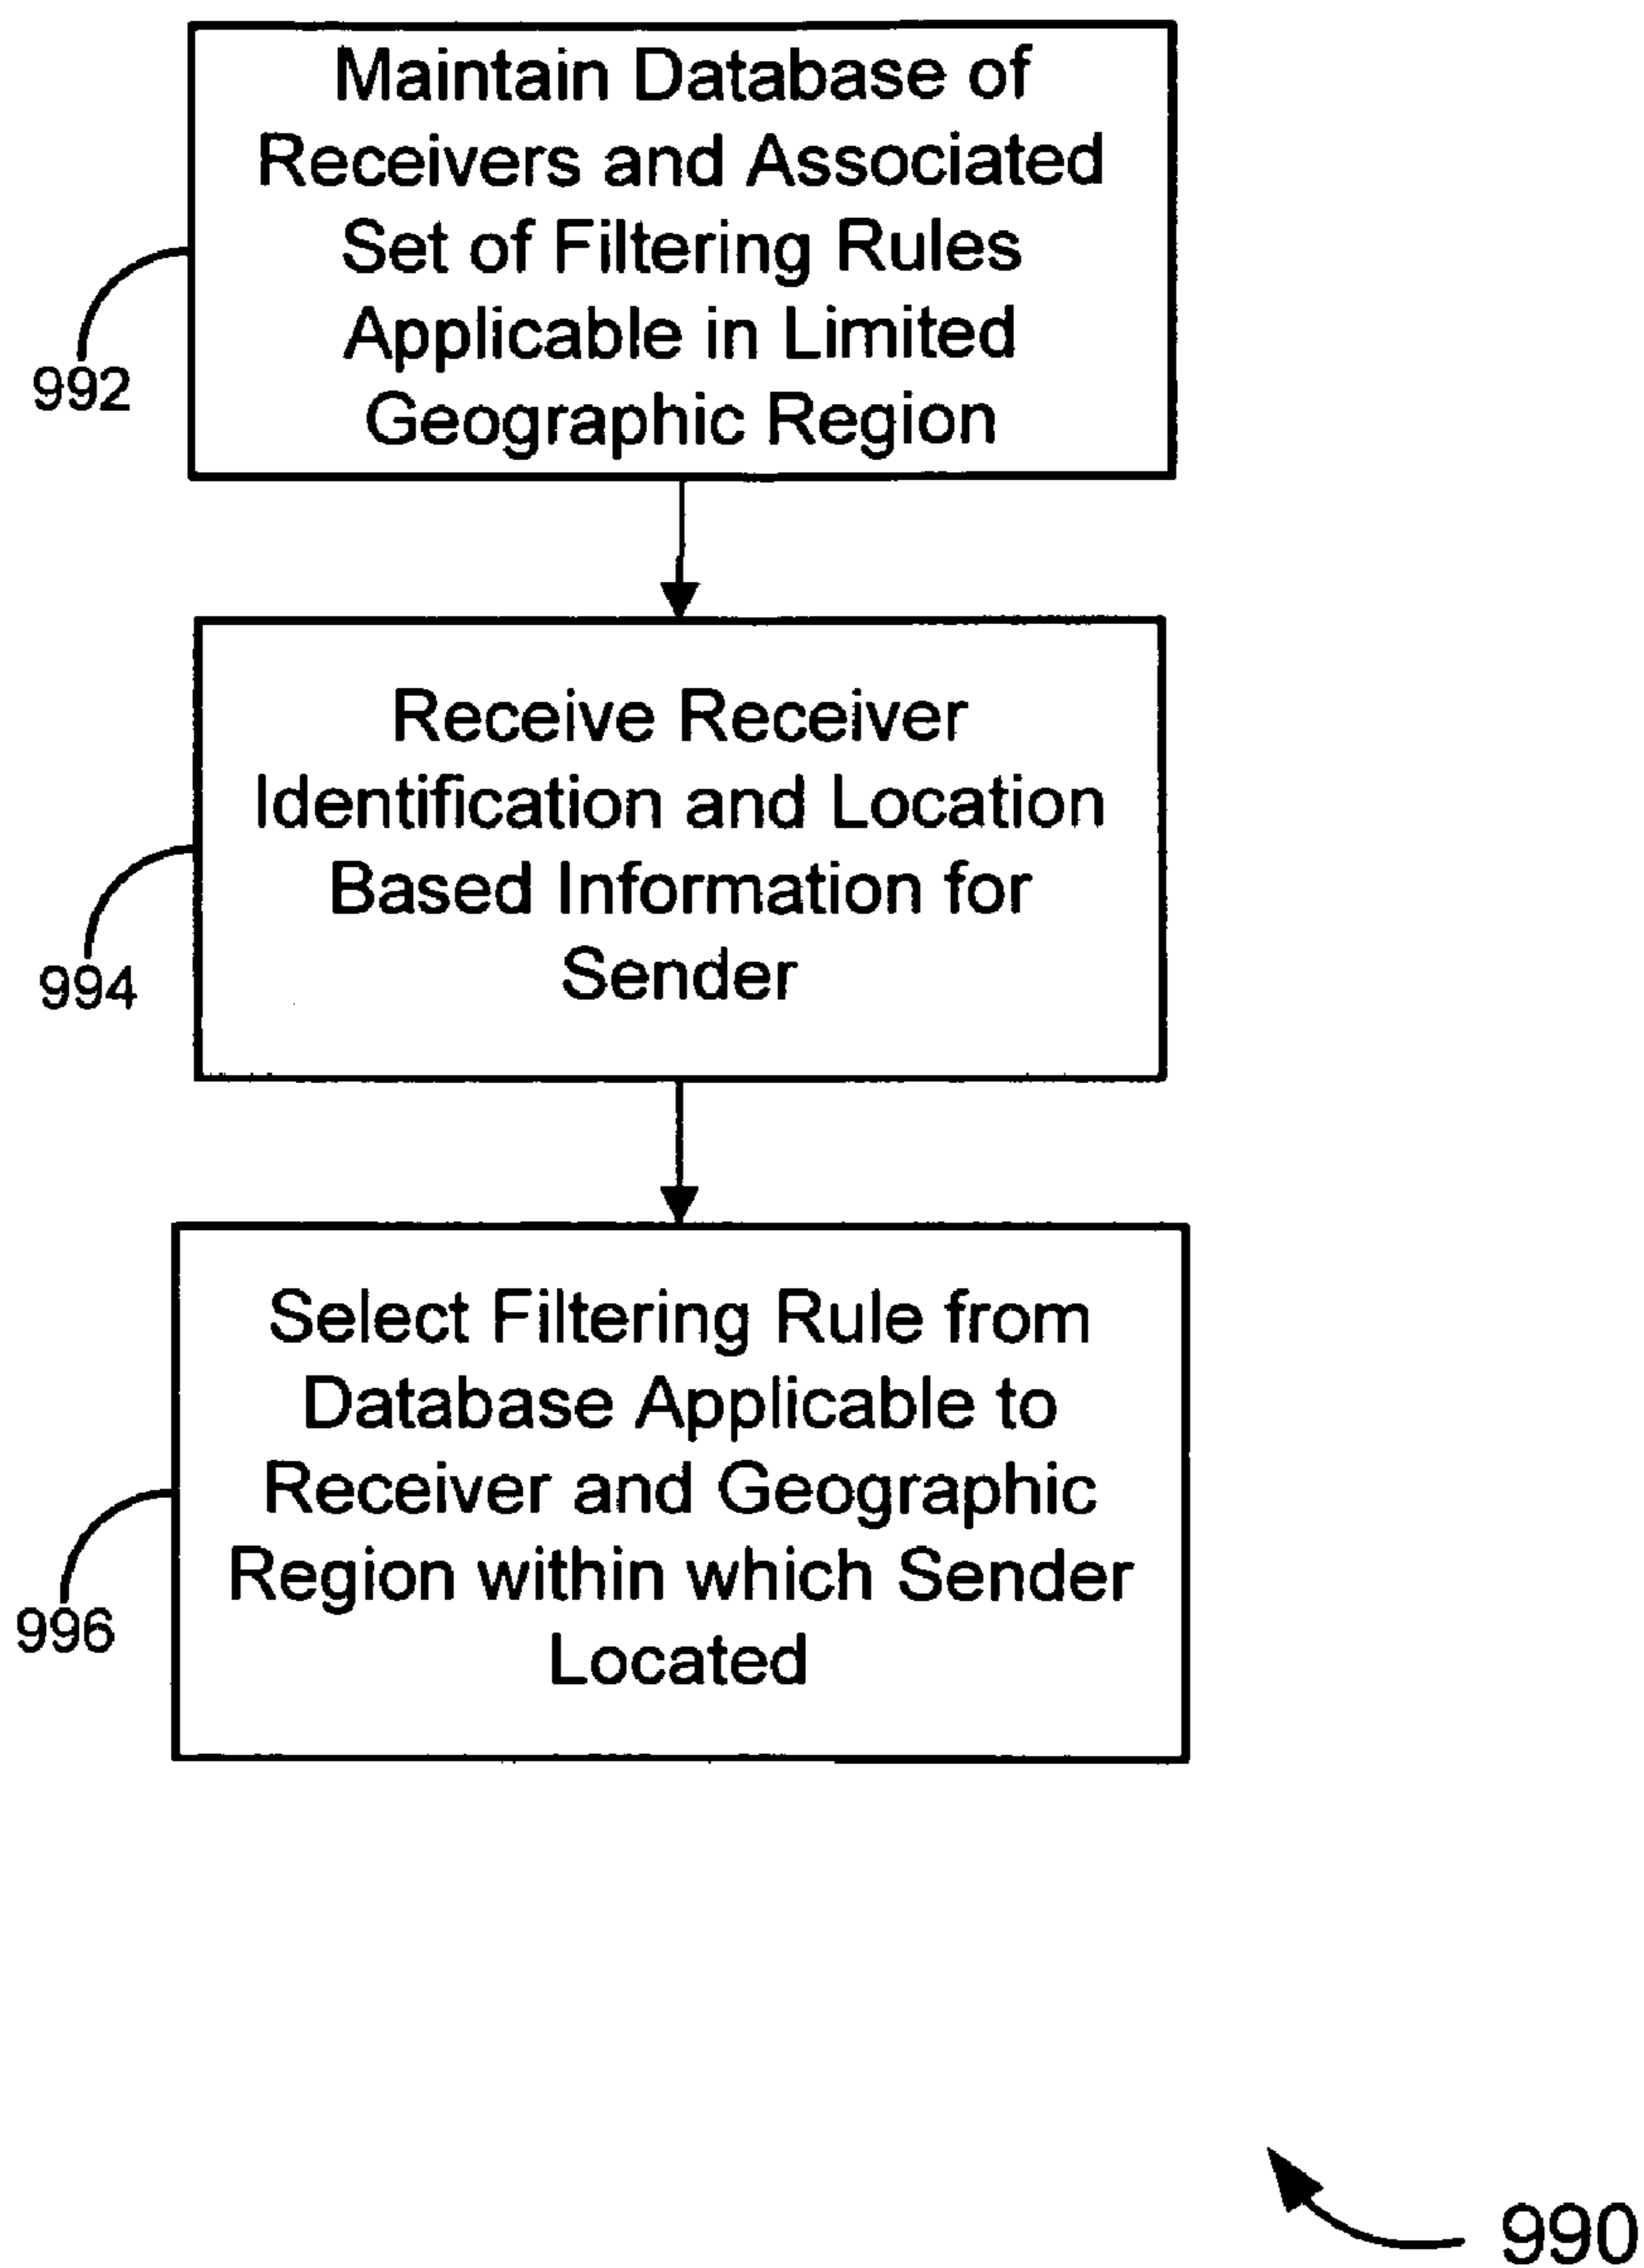 Maintain Database of
Receivers and Associated
Set of Filtering Rules
Applicable in Limited
Geographic Region
992
Receive Receiver
Identification and Location
Based Information for
Sender
994
Select Filtering Rule from
Database Applicable to
Receiver and Geographic
Region within which Sender
Located
996
990